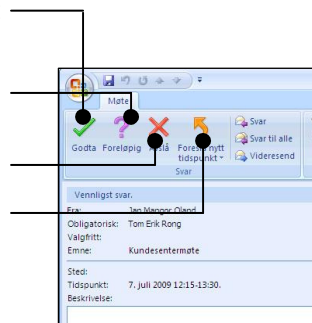 Møte
Godta Foreløpig Avslå Foreslå nytt tidspunkt
Svar
Svar til alle
Videresend
Svar
Vennligst svar.
Fra: Jan Mangor Oland
Obligatorisk: Tom Erik Rong
Valgfritt:
Emne: Kundesentermøte
Sted:
Tidspunkt: 7. juli 2009 12:15-13:30.
Beskrivelse: